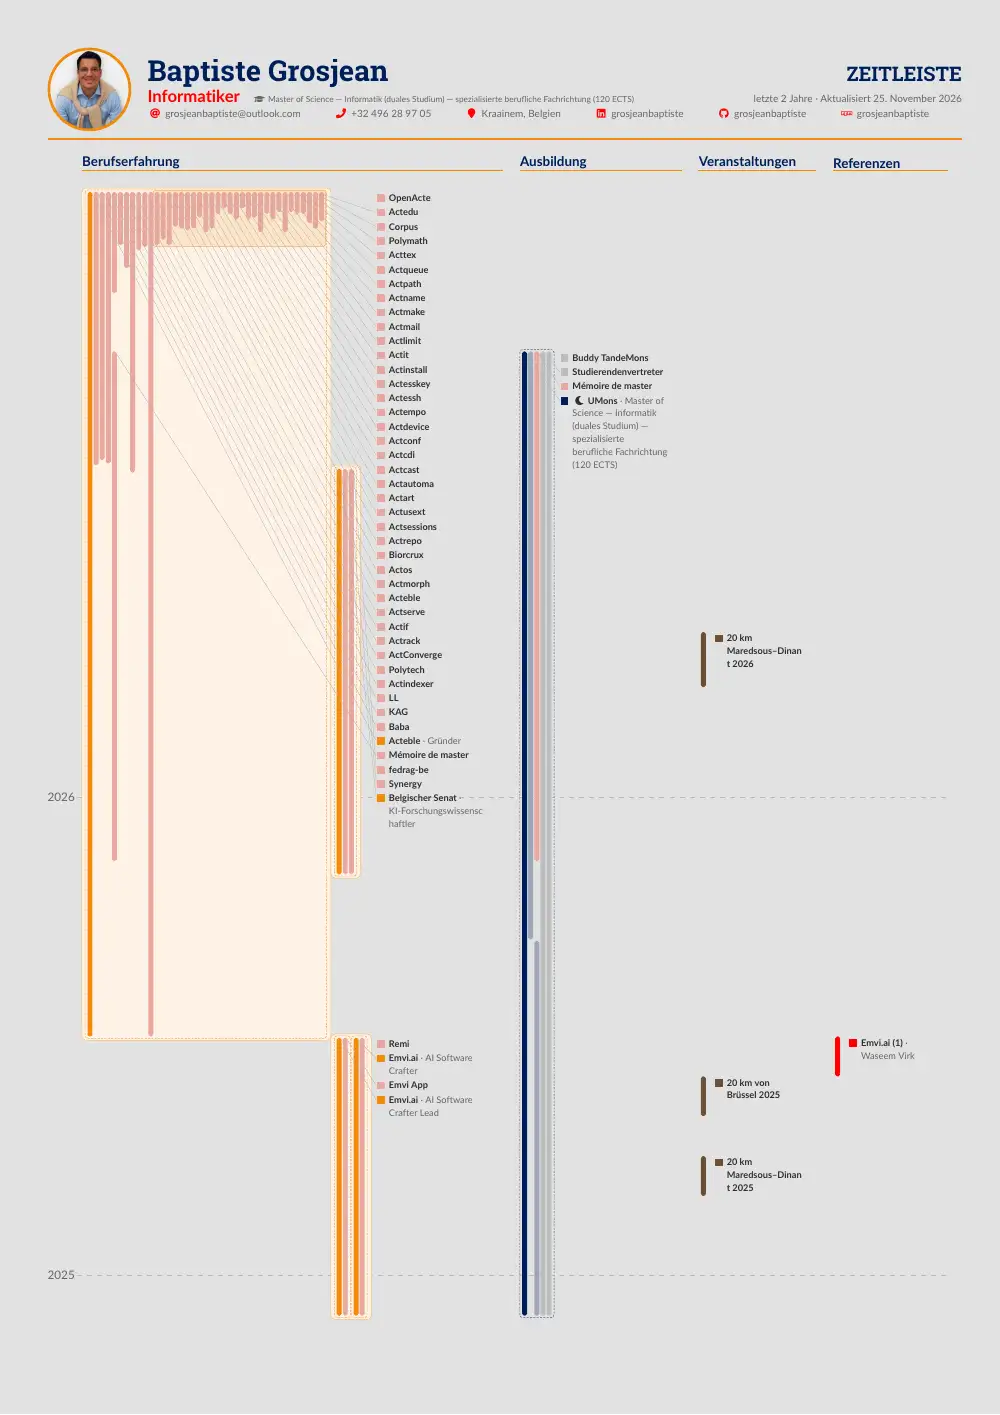 Baptiste Grosjean
ZEITLEISTE
Informatiker
Master of Science — Informatik (duales Studium) — spezialisierte berufliche Fachrichtung (120 ECTS)
letzte 2 Jahre · Aktualisiert 25. November 2026
grosjeanbaptiste@outlook.com
+32 496 28 97 05
Kraainem, Belgien
grosjeanbaptiste
grosjeanbaptiste
grosjeanbaptiste
Berufserfahrung
Ausbildung
Veranstaltungen
Referenzen
OpenActe
Actedu
Corpus
Polymath
Acttex
Actqueue
Actpath
Actname
Actmake
Actmail
Actlimit
Actit
Actinstall
Actesskey
Actessh
Actempo
Actdevice
Actconf
Actcdi
Actcast
Actautoma
Actart
Actusext
Actsessions
Actrepo
Biorcrux
Actos
Actmorph
Acteble
Actserve
Actif
Actrack
ActConverge
Polytech
Actindexer
LL
KAG
Baba
Acteble · Gründer
Mémoire de master
fedrag-be
Synergy
Belgischer Senat ·
KI-Forschungswissensc
haftler
Buddy TandeMons
Studierendenvertreter
Mémoire de master
UMons · Master of
Science — Informatik
(duales Studium) —
spezialisierte
berufliche Fachrichtung
(120 ECTS)
20 km
Maredsous–Dinan
t 2026
2026
Remi
Emvi.ai · AI Software
Crafter
Emvi App
Emvi.ai · AI Software
Crafter Lead
Emvi.ai (1) ·
Waseem Virk
20 km von
Brüssel 2025
20 km
Maredsous–Dinan
t 2025
2025